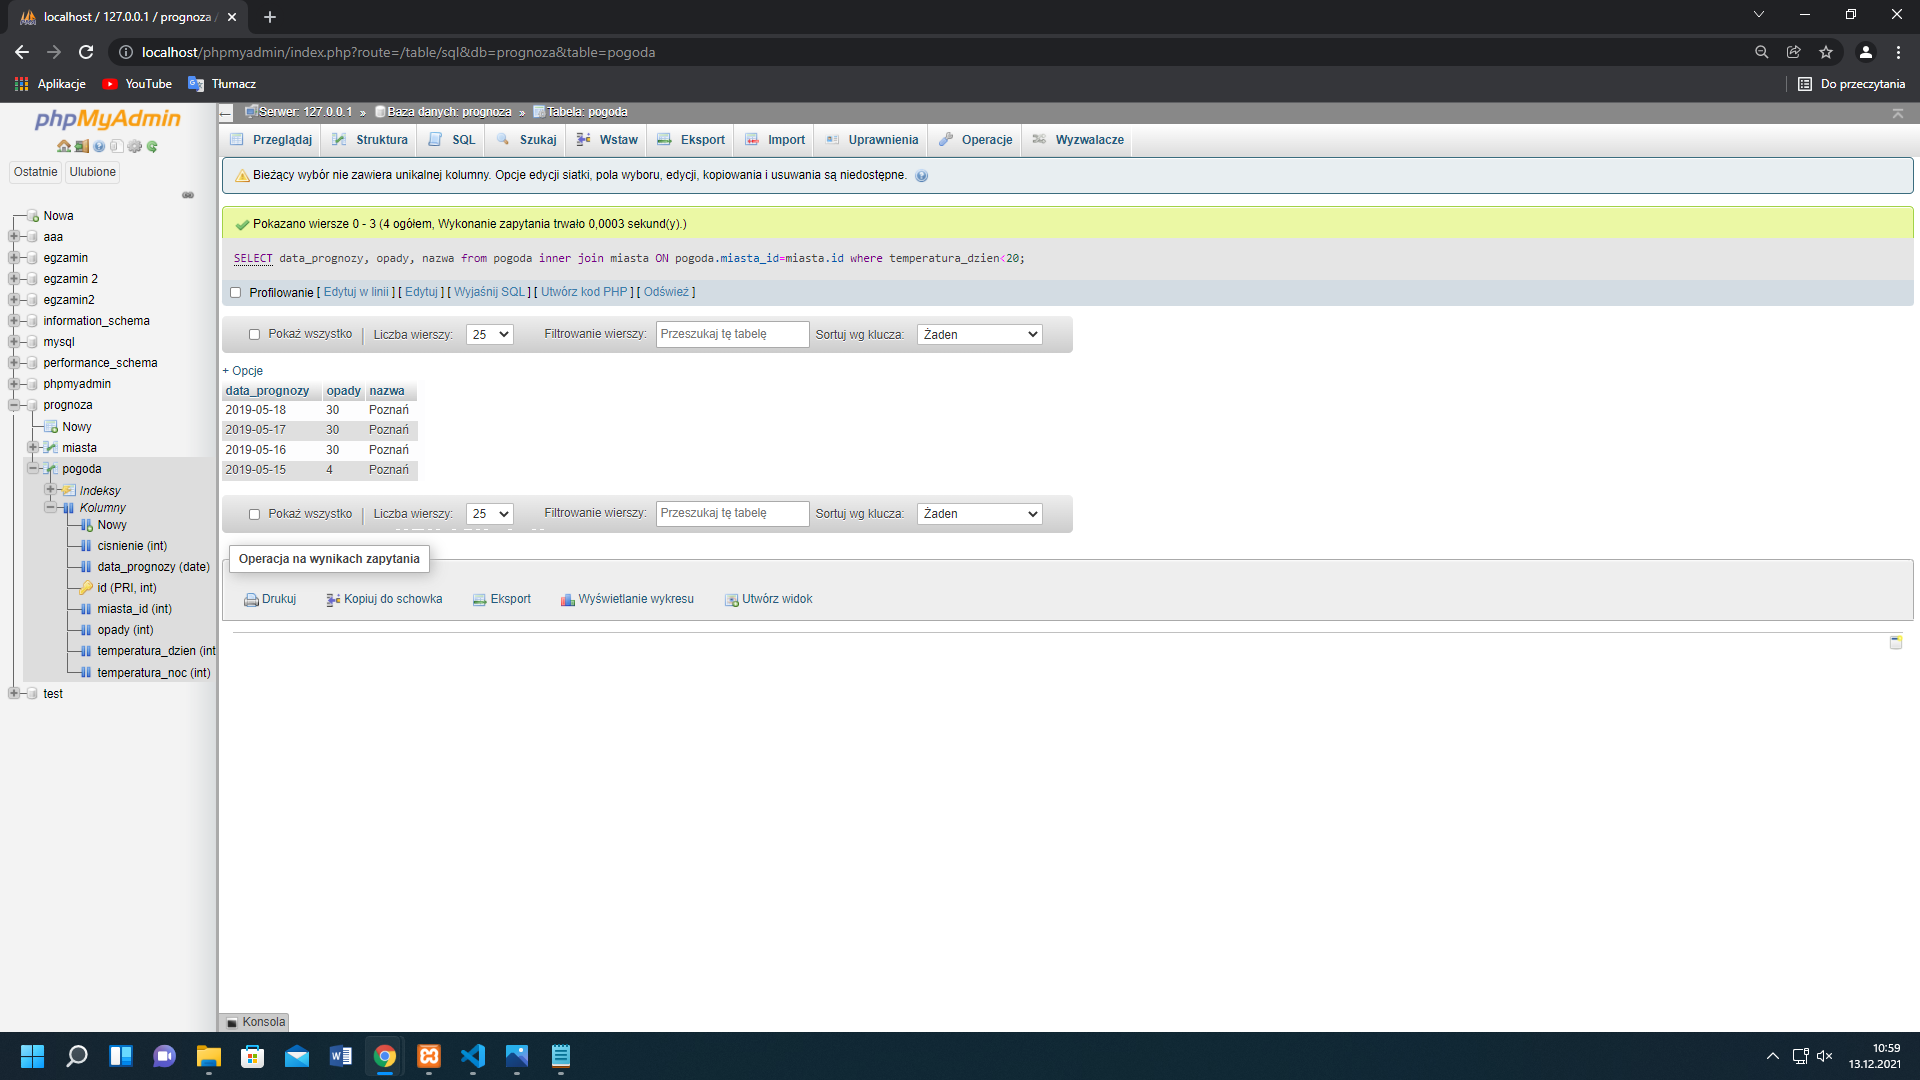 localhost / 127.0.0.1 / prognoza /
localhost/phpmyadmin/index.php?route=/table/sql&db=prognoza&table=pogoda
Aplikacje
YouTube
Tłumacz
Do przeczytania
phpMyAdmin
Ostatnie
Ulubione
Nowa
aaa
egzamin
egzamin 2
egzamin2
information_schema
mysql
performance_schema
phpmyadmin
prognoza
Nowy
miasta
pogoda
Indeksy
Kolumny
Nowy
cisnienie (int)
data_prognozy (date)
id (PRI, int)
miasta_id (int)
opady (int)
temperatura_dzien (int
temperatura_noc (int)
test
Serwer: 127.0.0.1 » Baza danych: prognoza » Tabela: pogoda
Przeglądaj
Struktura
SQL
Szukaj
Wstaw
Eksport
Import
Uprawnienia
Operacje
Wyzwalacze
Bieżący wybór nie zawiera unikalnej kolumny. Opcje edycji siatki, pola wyboru, edycji, kopiowania i usuwania są niedostępne.
Pokazano wiersze 0 - 3 (4 ogółem, Wykonanie zapytania trwało 0,0003 sekund(y).)
SELECT data_prognozy, opady, nazwa from pogoda inner join miasta ON pogoda.miasta_id=miasta.id where temperatura_dzien<20;
Profilowanie [ Edytuj w linii ] [ Edytuj ] [ Wyjaśnij SQL ] [ Utwórz kod PHP ] [ Odśwież ]
Pokaż wszystko | Liczba wierszy: 25 Filtrowanie wierszy: Przeszukaj tę tabelę Sortuj wg klucza: Żaden
+ Opcje
data_prognozy opady nazwa
2019-05-18 30 Poznań
2019-05-17 30 Poznań
2019-05-16 30 Poznań
2019-05-15 4 Poznań
Pokaż wszystko | Liczba wierszy: 25 Filtrowanie wierszy: Przeszukaj tę tabelę Sortuj wg klucza: Żaden
Operacja na wynikach zapytania
Drukuj
Kopiuj do schowka
Eksport
Wyświetlanie wykresu
Utwórz widok
Konsola
10:59
13.12.2021